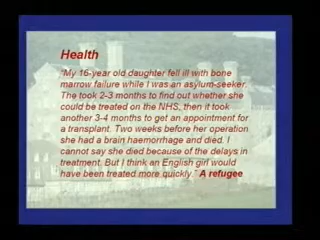 Health
"My 16-year old daughter fell ill with bone
marrow failure while I was an asylum-seeker.
The took 2-3 months to find out whether she
could be treated on the NHS, then it took
another 3-4 months to get an appointment for
a transplant. Two weeks before her operation
she had a brain haemorrhage and died. I
cannot say she died because of the delays in
treatment. But I think an English girl would
have been treated more quickly." A refugee